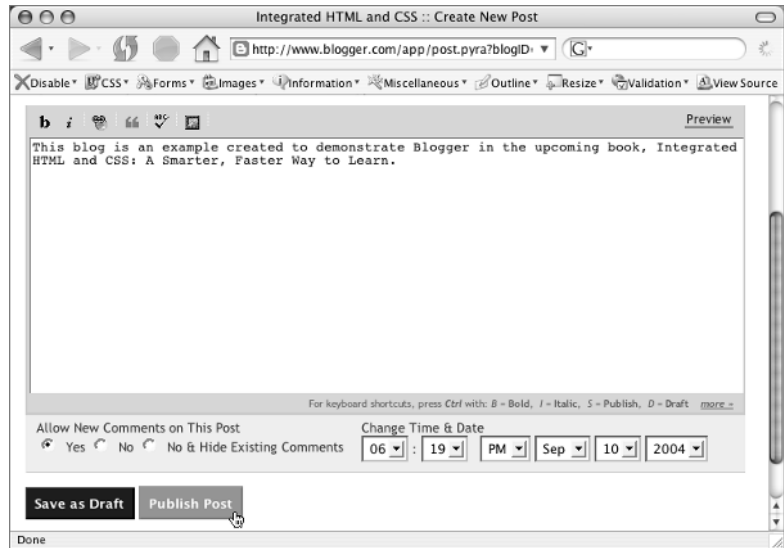 Integrated HTML and CSS :: Create New Post
http://www.blogger.com/app/post.pyra?blogID
G
Disable CSS Forms Images Information Miscellaneous Outline Resize Validation View Source
b i ABC Preview
This blog is an example created to demonstrate Blogger in the upcoming book, Integrated
HTML and CSS: A Smarter, Faster Way to Learn.
For keyboard shortcuts, press Ctrl with: B = Bold, I = Italic, S = Publish, D = Draft more »
Allow New Comments on This Post Change Time & Date
Yes No No & Hide Existing Comments 06 : 19 PM Sep 10 2004
Save as Draft Publish Post
Done